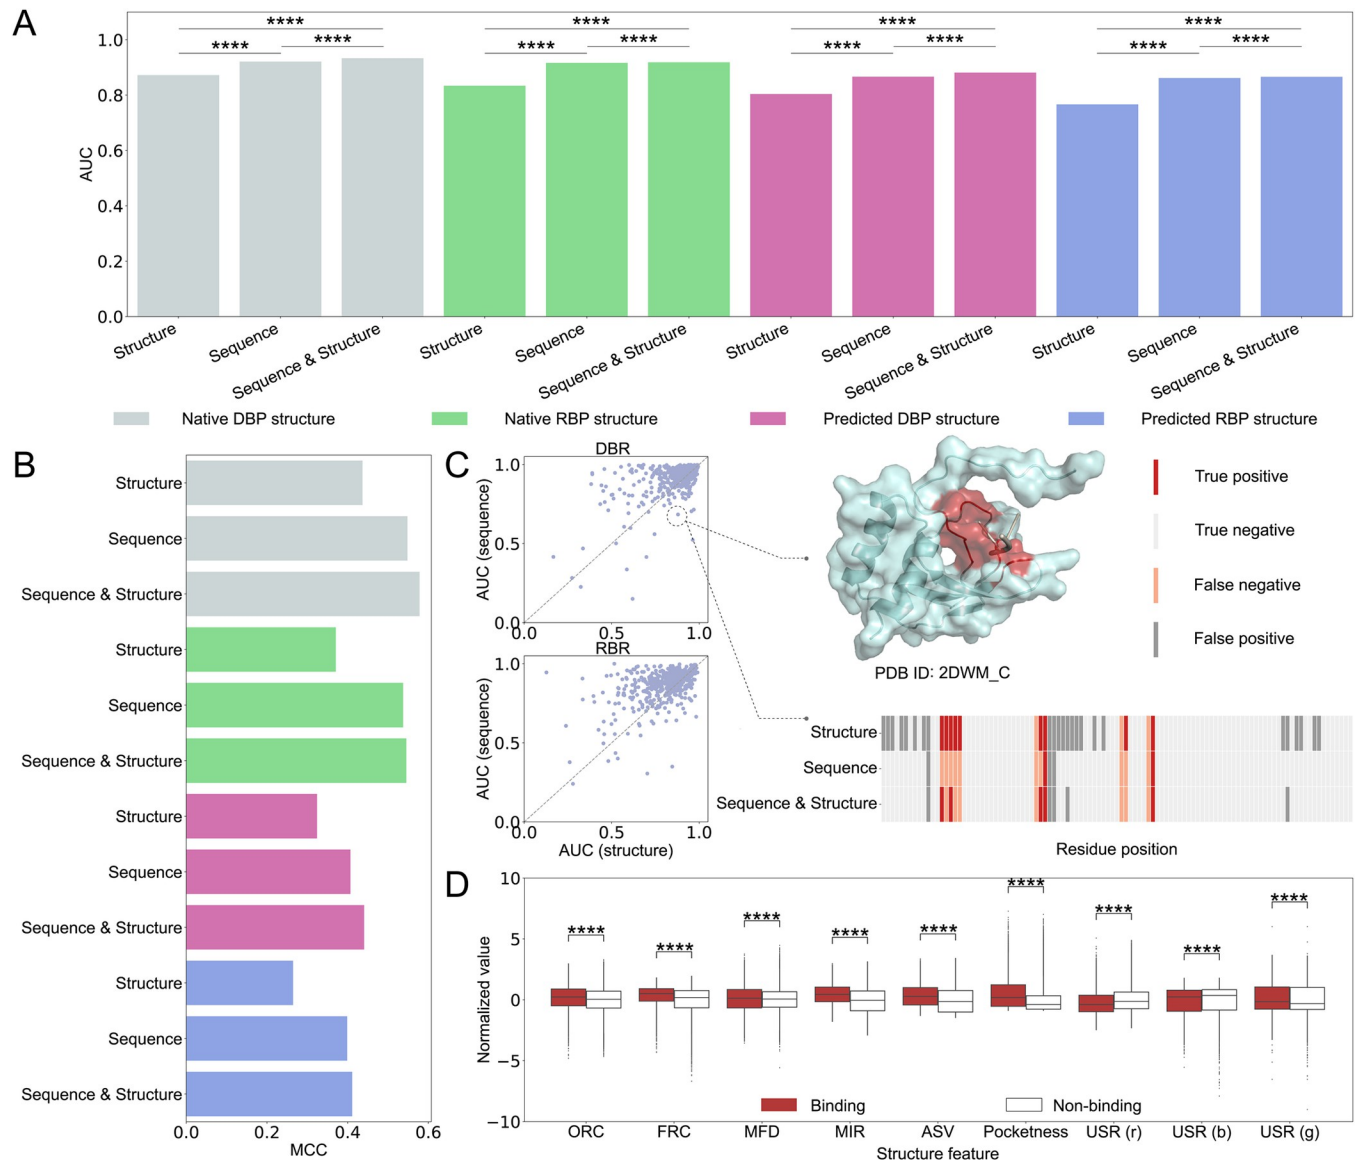 A
****
****
****
****
****
****
****
****
****
****
****
****
1.0
0.8
0.6
0.4
0.2
0.0
AUC
Structure
Sequence
Sequence & Structure
Structure
Sequence
Sequence & Structure
Structure
Sequence
Sequence & Structure
Structure
Sequence
Sequence & Structure
Native DBP structure
Native RBP structure
Predicted DBP structure
Predicted RBP structure
B
Structure
Sequence
Sequence & Structure
Structure
Sequence
Sequence & Structure
Structure
Sequence
Sequence & Structure
Structure
Sequence
Sequence & Structure
0.0
0.2
0.4
0.6
MCC
C
DBR
1.0
0.5
0.0
AUC (sequence)
0.0
0.5
1.0
RBR
1.0
0.5
0.0
AUC (sequence)
0.0
0.5
1.0
AUC (structure)
PDB ID: 2DWM_C
True positive
True negative
False negative
False positive
Structure
Sequence
Sequence & Structure
Residue position
D
10
5
0
−5
−10
Normalized value
****
****
****
****
****
****
****
****
****
Binding
Non-binding
ORC
FRC
MFD
MIR
ASV
Pocketness
USR (r)
USR (b)
USR (g)
Structure feature